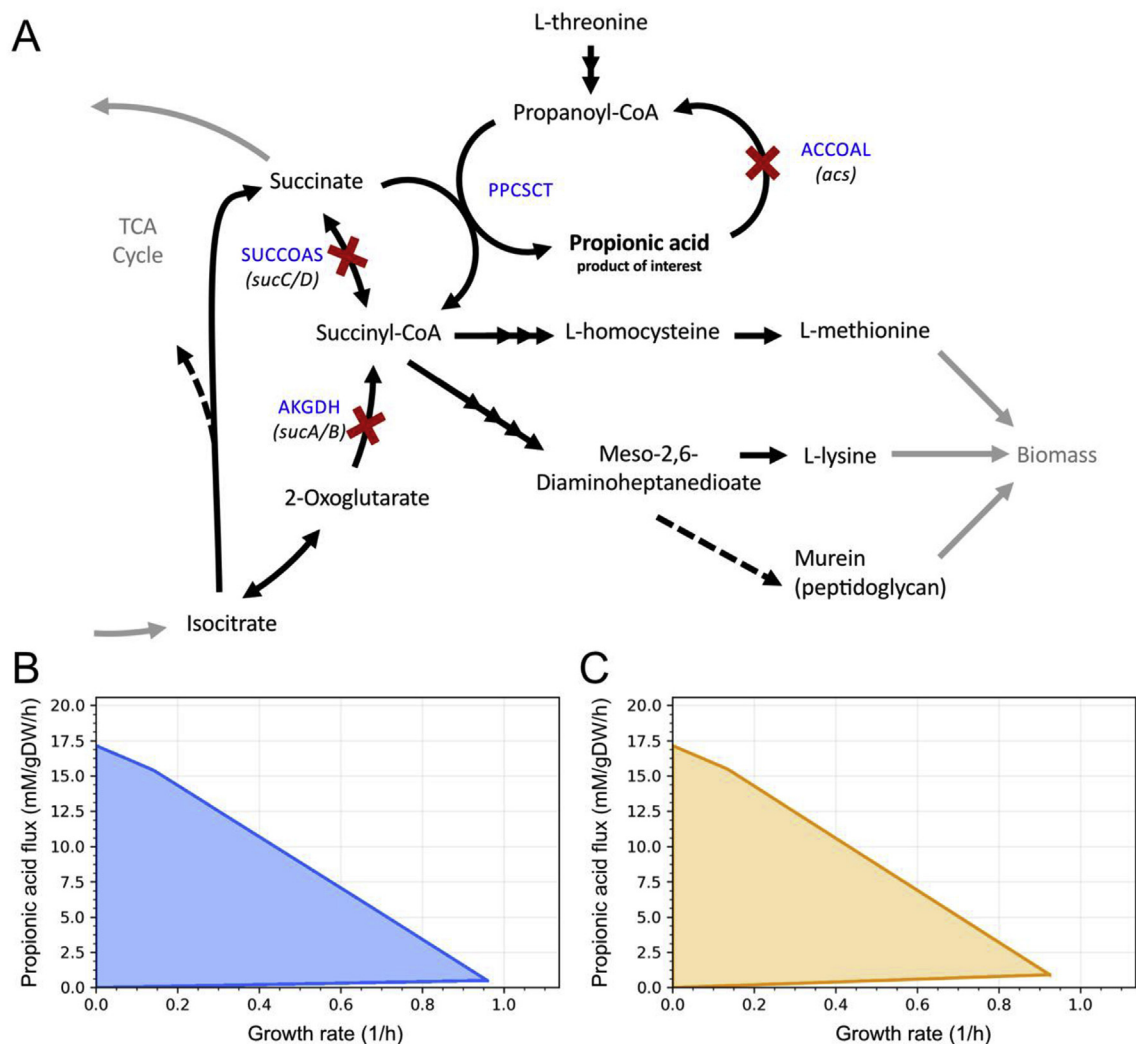 A
L-threonine
Propanoyl-CoA
ACCOAL
(acs)
PPCSCT
Succinate
TCA
Cycle
Propionic acid
product of interest
SUCCOAS
(sucC/D)
Succinyl-CoA
L-homocysteine
L-methionine
AKGDH
(sucA/B)
Meso-2,6-
Diaminoheptanedioate
L-lysine
Biomass
2-Oxoglutarate
Murein
(peptidoglycan)
Isocitrate
B
Propionic acid flux (mM/gDW/h)
20.0
17.5
15.0
12.5
10.0
7.5
5.0
2.5
0.0
0.0 0.2 0.4 0.6 0.8 1.0
Growth rate (1/h)
C
Propionic acid flux (mM/gDW/h)
20.0
17.5
15.0
12.5
10.0
7.5
5.0
2.5
0.0
0.0 0.2 0.4 0.6 0.8 1.0
Growth rate (1/h)